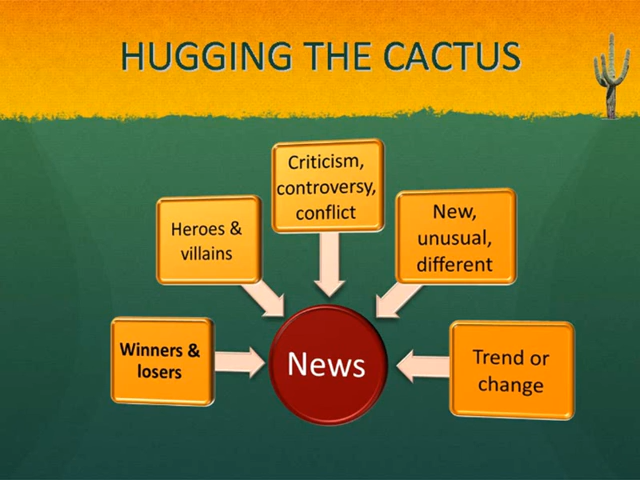 HUGGING THE CACTUS
Criticism,
controversy,
conflict
Heroes &
villains
New,
unusual,
different
Winners &
losers
News
Trend or
change